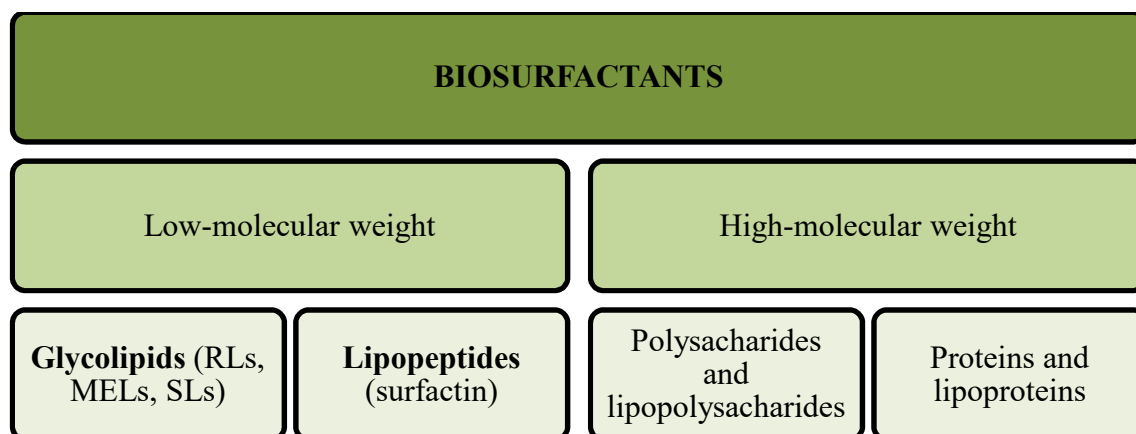 BIOSURFACTANTS
Low-molecular weight
High-molecular weight
Glycolipids (RLs,
MELs, SLs)
Lipopeptides
(surfactin)
Polysacharides
and
lipopolysacharides
Proteins and
lipoproteins